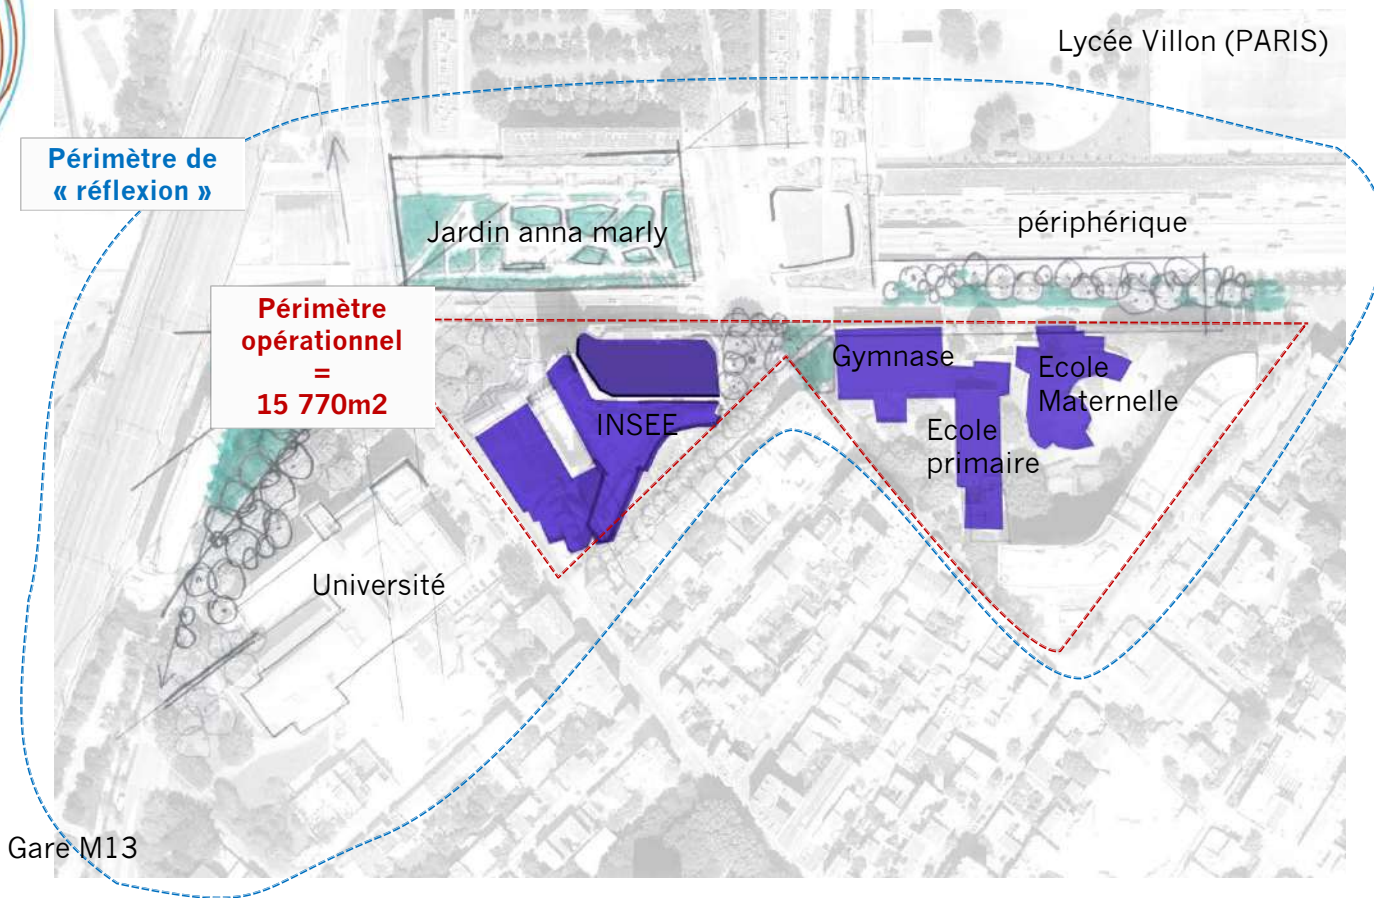 Lycée Villon (PARIS)
Périmètre de
« réflexion »
périphérique
Jardin anna marly
Périmètre
opérationnel
=
15 770m2
Gymnase
Ecole
Maternelle
INSEE
Ecole
primaire
Université
Gare M13